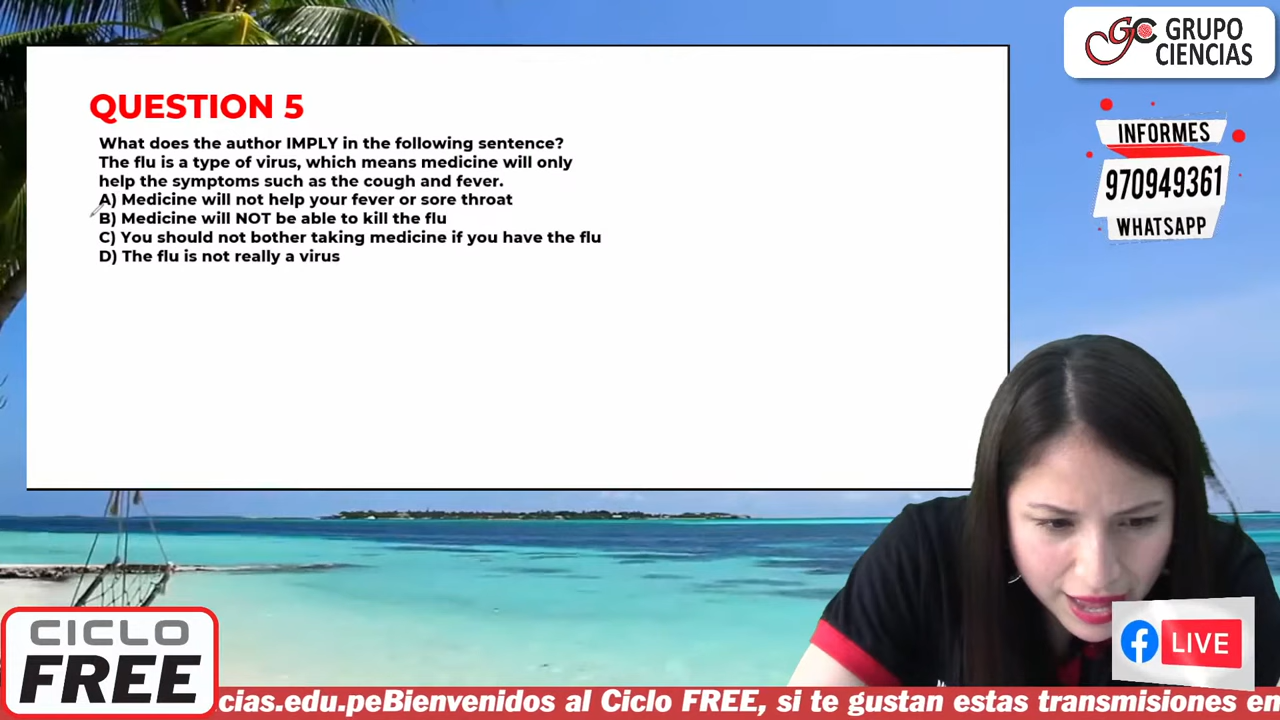 GRUPO
CIENCIAS
QUESTION 5
What does the author IMPLY in the following sentence?
The flu is a type of virus, which means medicine will only
help the symptoms such as the cough and fever.
A) Medicine will not help your fever or sore throat
B) Medicine will NOT be able to kill the flu
C) You should not bother taking medicine if you have the flu
D) The flu is not really a virus
INFORMES
970949361
WHATSAPP
LIVE
CICLO
FREE
cias.edu.peBienvenidos al Ciclo FREE, si te gustan estas transmisiones en